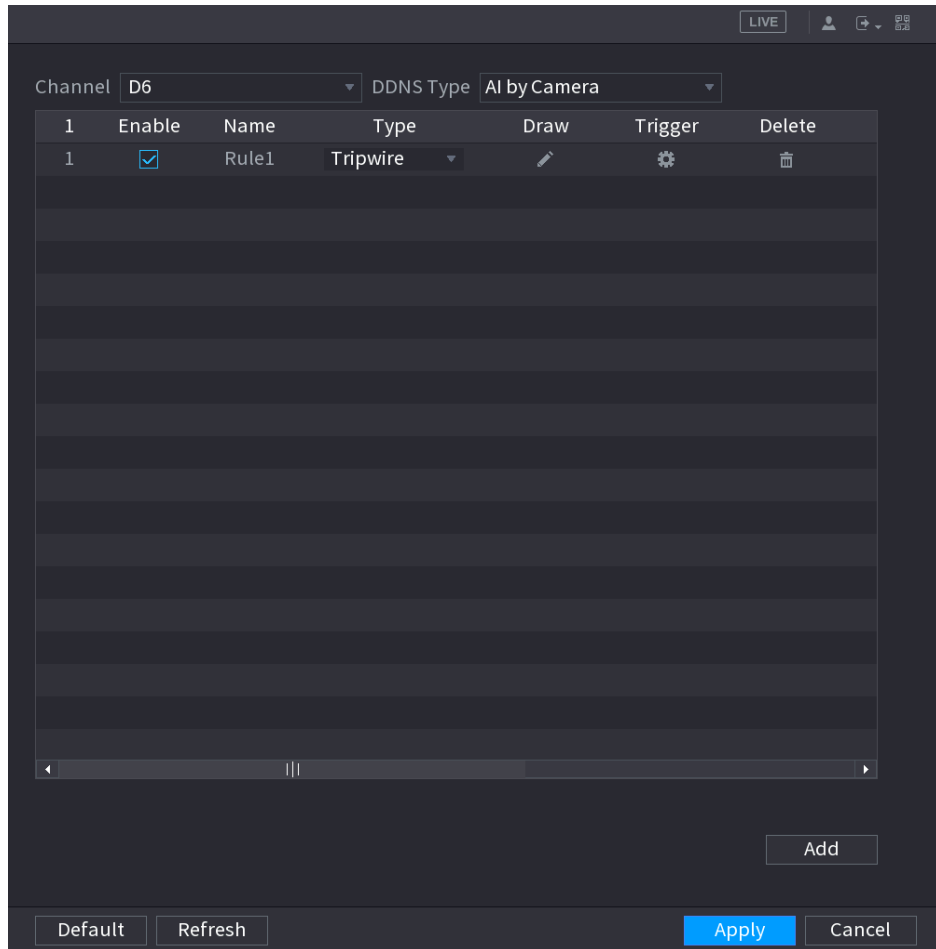 LIVE
Channel D6 DDNS Type AI by Camera
1 Enable Name Type Draw Trigger Delete
1 Rule1 Tripwire
Add
Default Refresh Apply Cancel